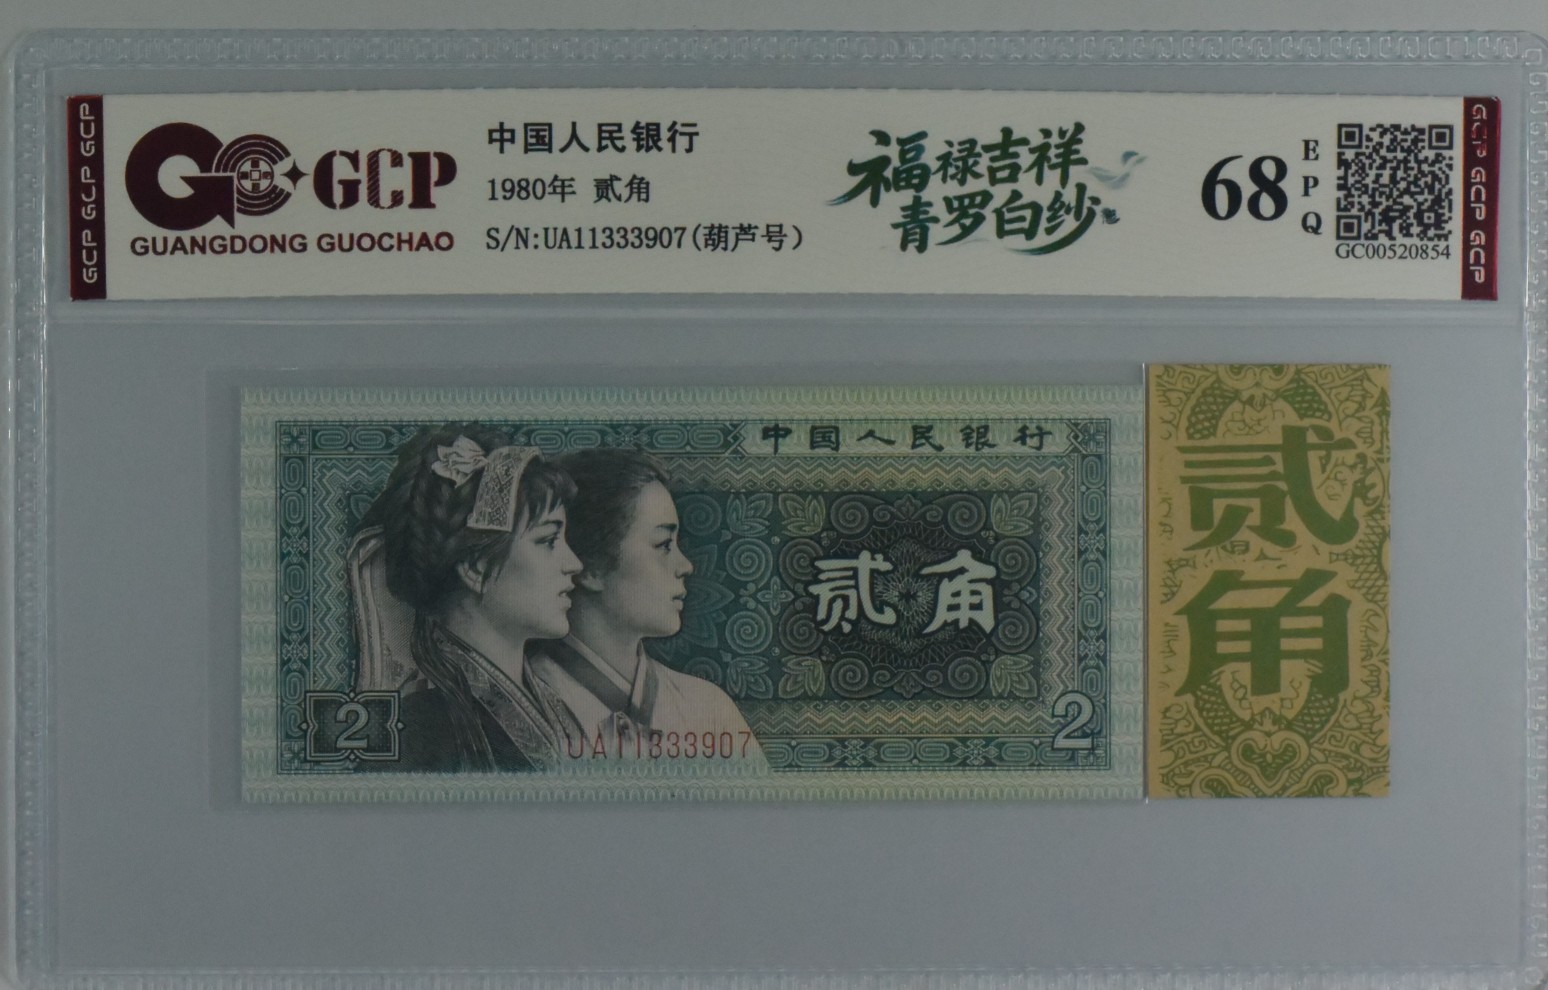 GCP GCP GCP
GCP
GUANGDONG GUOCHAO
中国人民银行
1980年 贰角
S/N:UA11333907(葫芦号)
福禄吉祥
青罗白纱
68
EPQ
GC00520854
GCP GCP GCP
中国人民银行
贰角
2
2
UA11333907
贰角